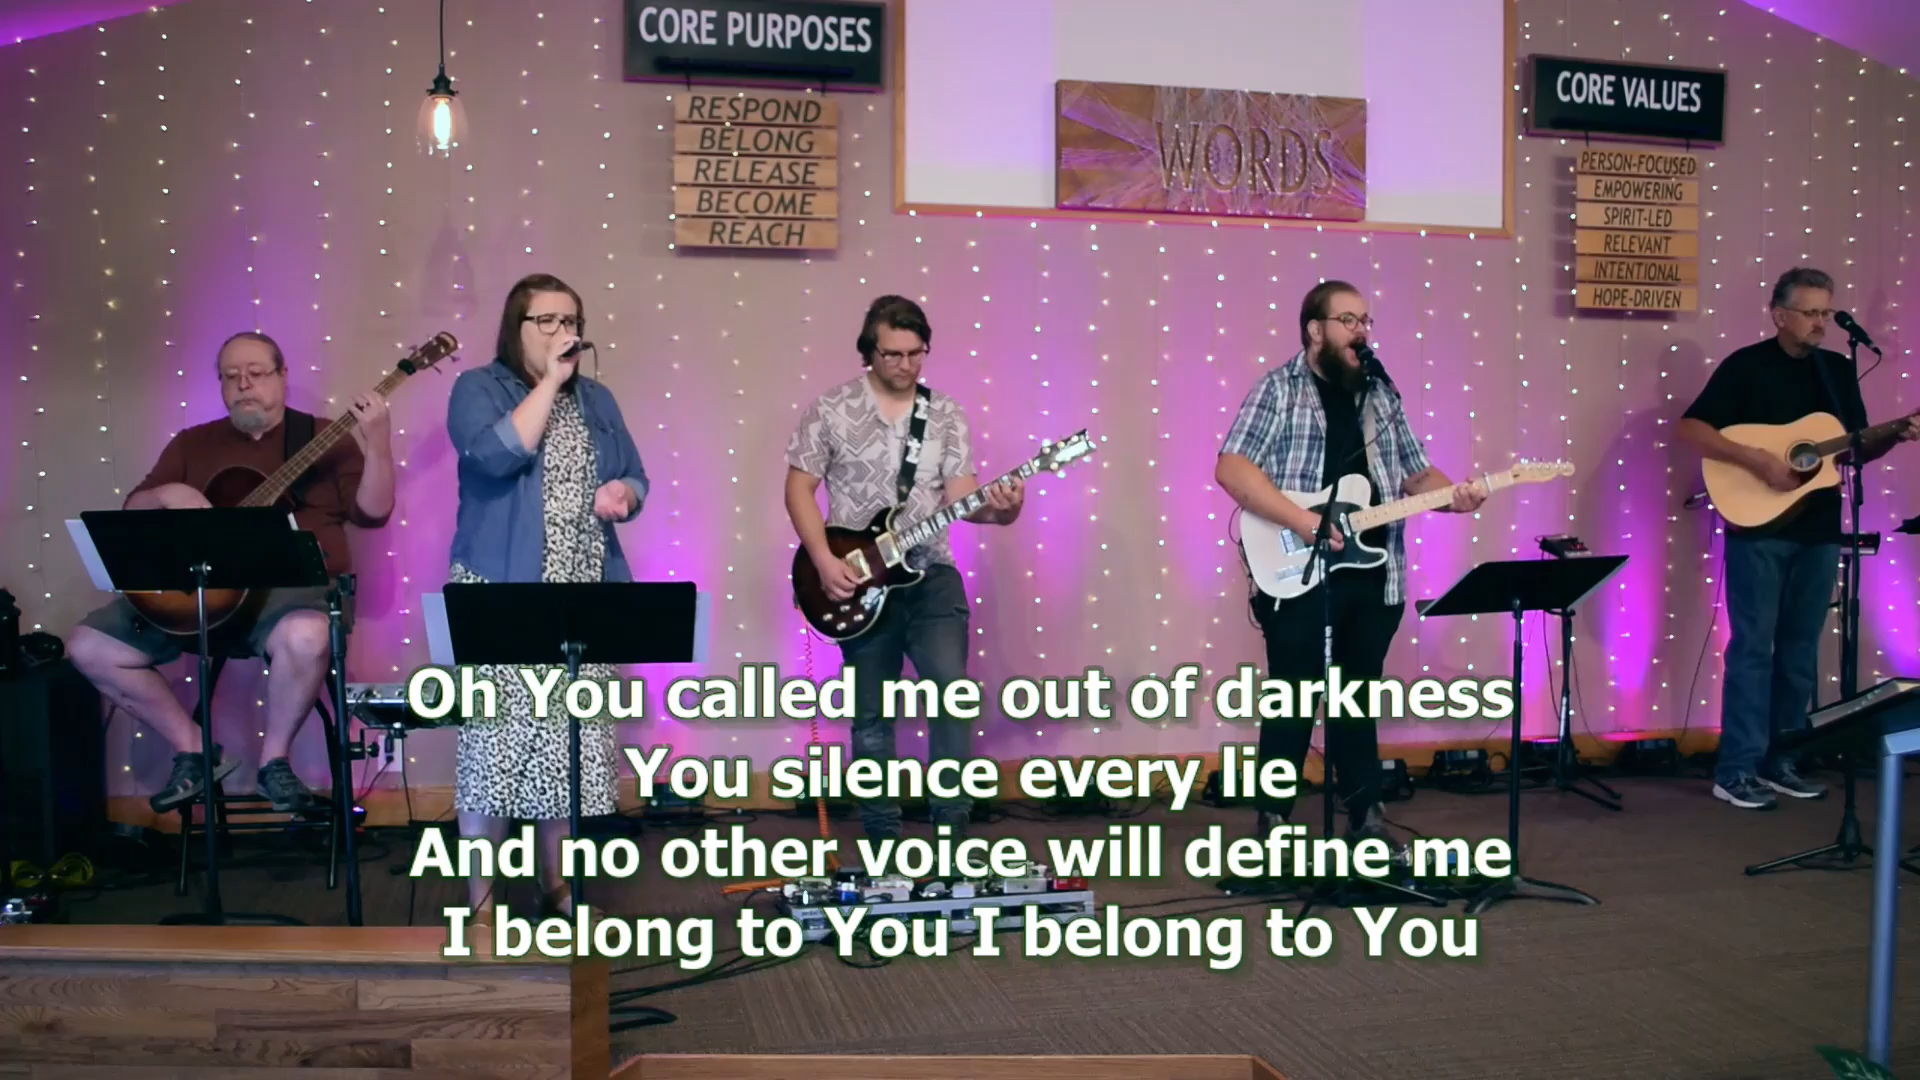 CORE PURPOSES
RESPOND
BELONG
RELEASE
BECOME
REACH
WORDS
CORE VALUES
PERSON-FOCUSED
EMPOWERING
SPIRIT-LED
RELEVANT
INTENTIONAL
HOPE-DRIVEN
Oh You called me out of darkness
You silence every lie
And no other voice will define me
I belong to You I belong to You